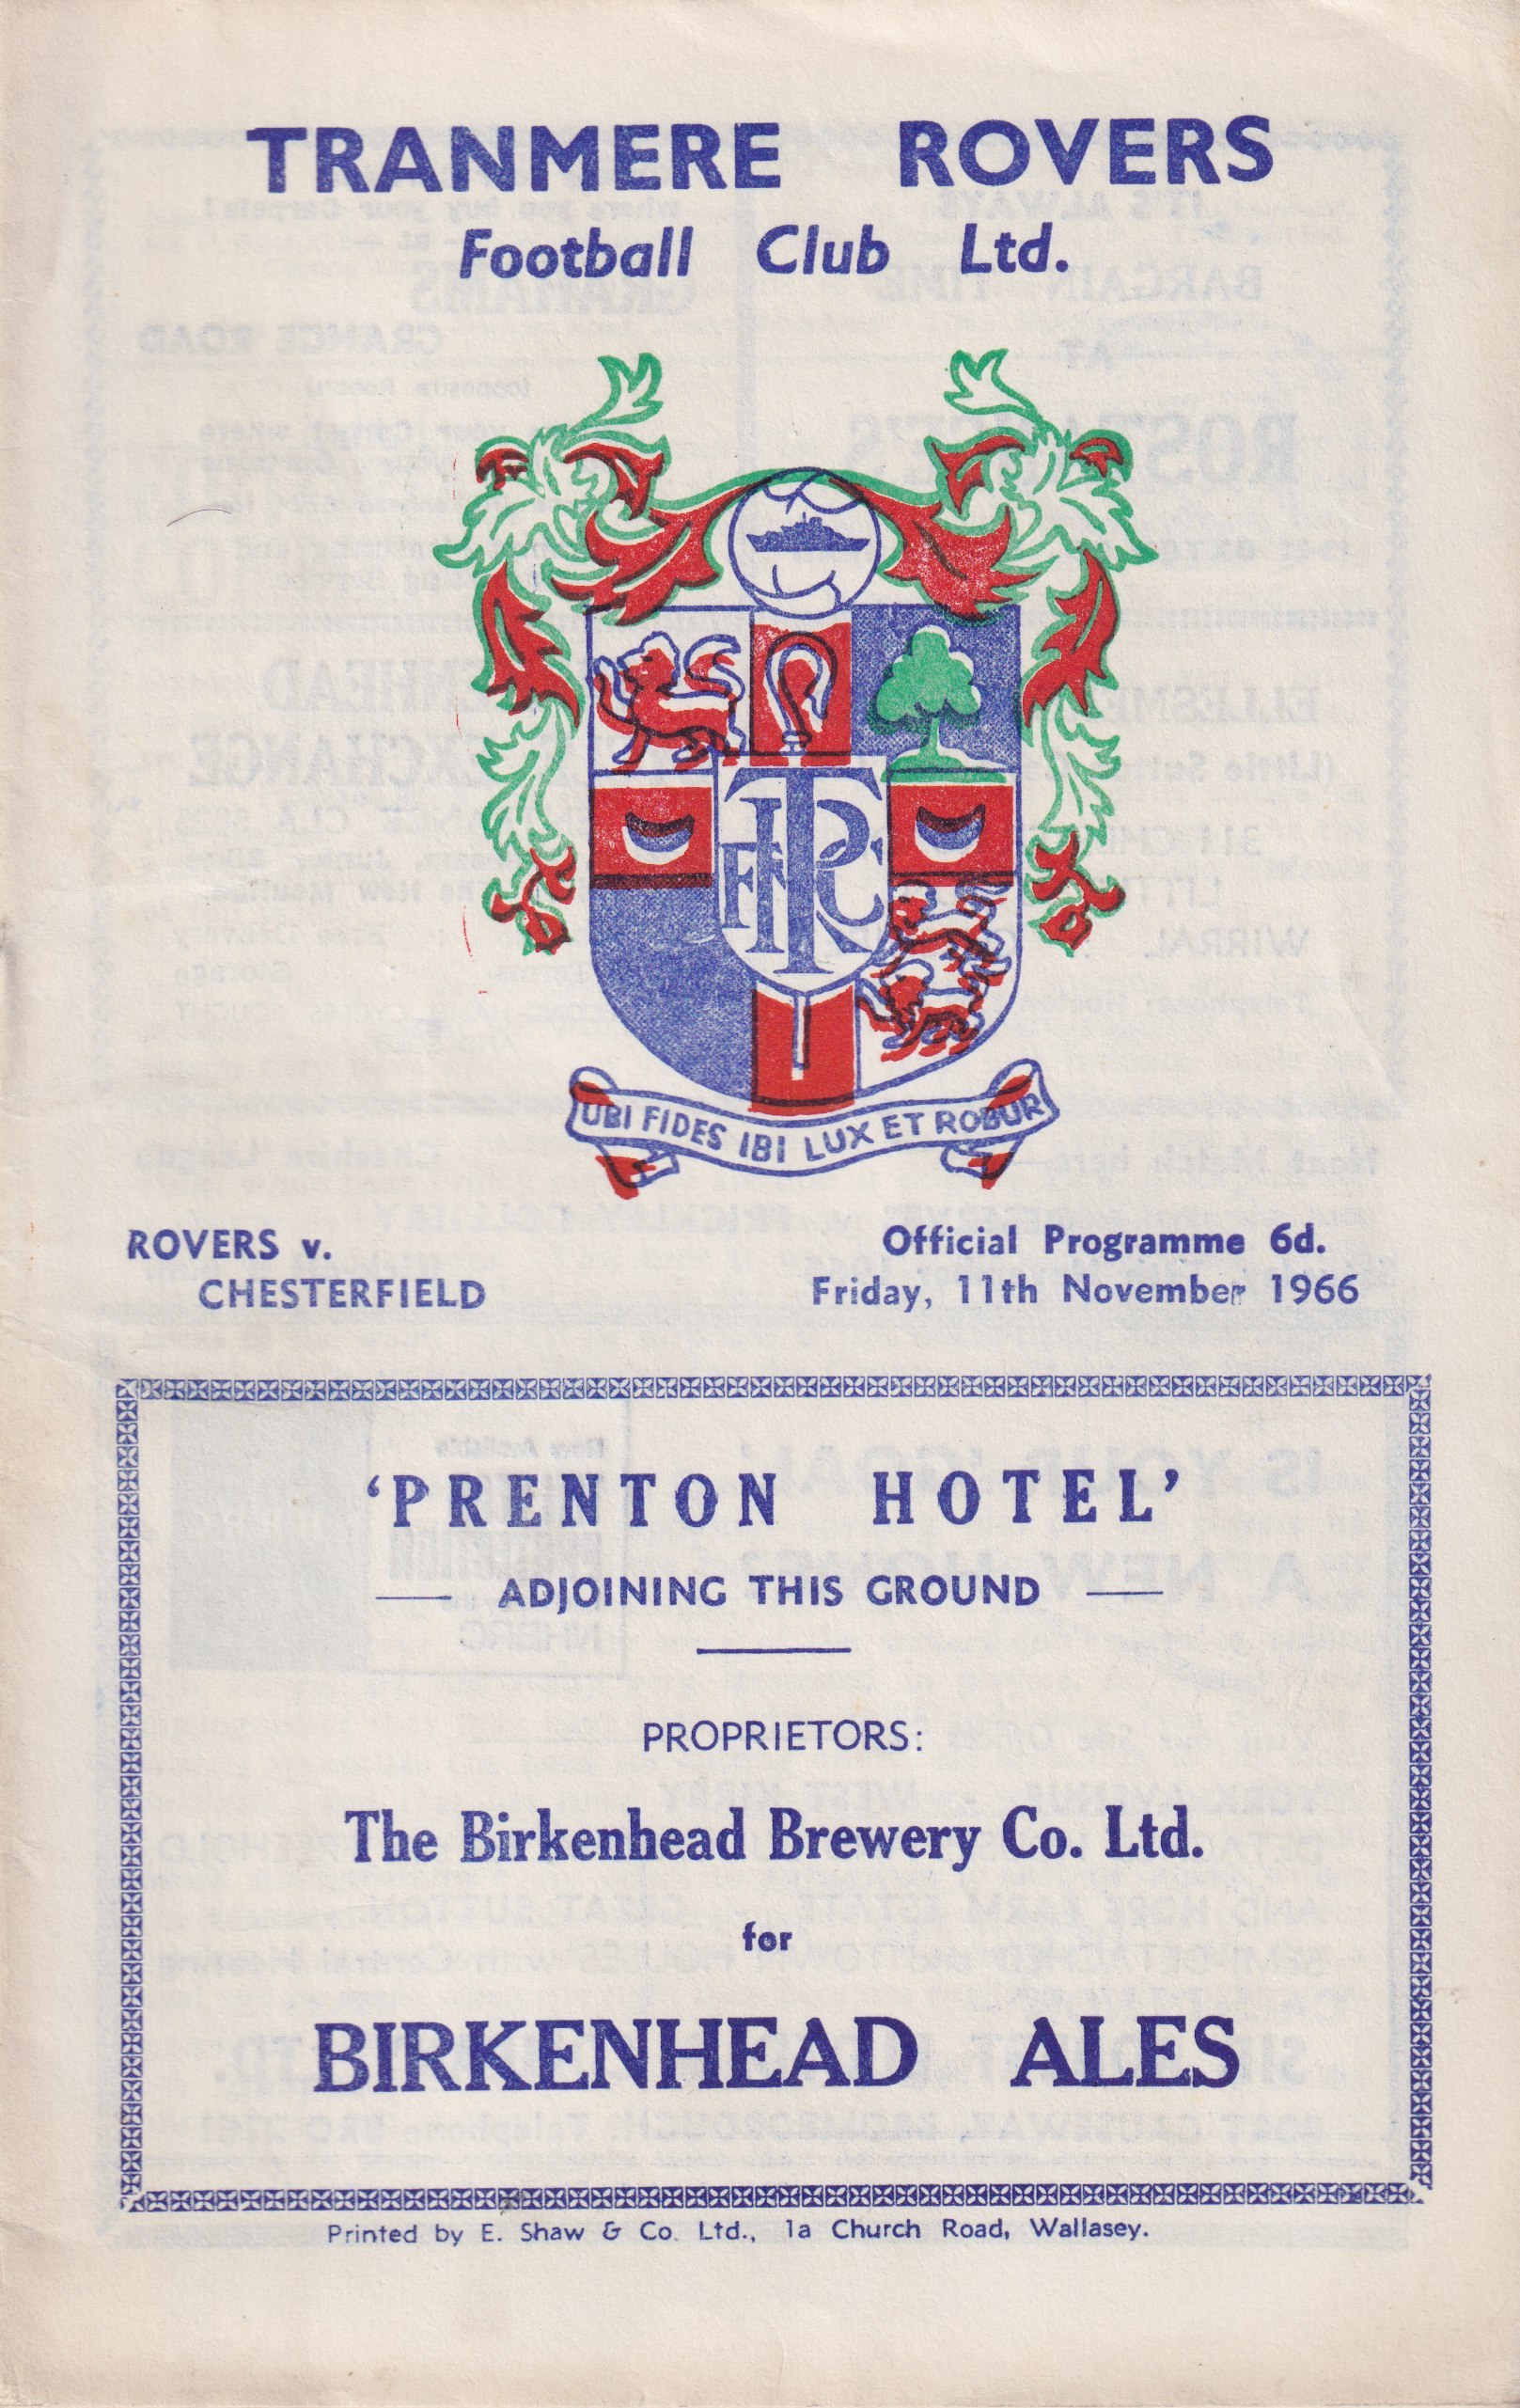 TRANMERE ROVERS
Football Club Ltd.
TRFC
UBI FIDES IBI LUX ET ROBUR
ROVERS v.
CHESTERFIELD
Official Programme 6d.
Friday, 11th November 1966
‘PRENTON HOTEL’
ADJOINING THIS GROUND
PROPRIETORS:
The Birkenhead Brewery Co. Ltd.
for
BIRKENHEAD ALES
Printed by E. Shaw & Co. Ltd., 1a Church Road, Wallasey.